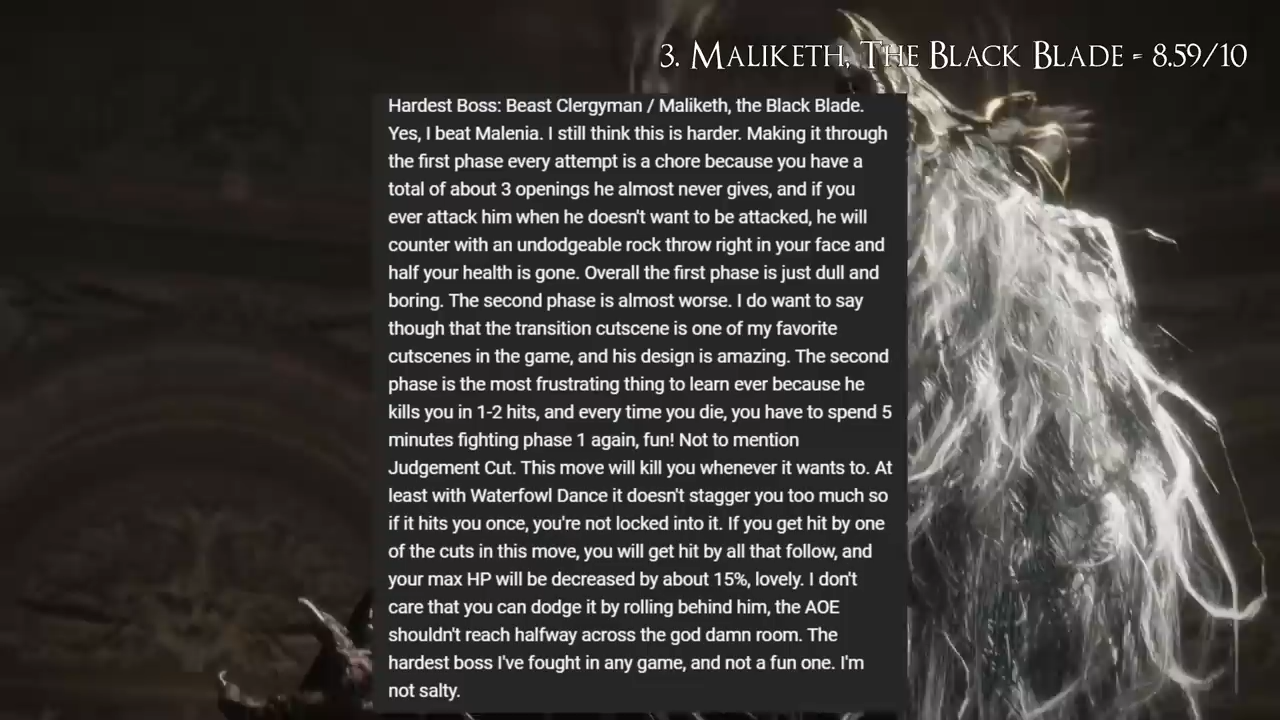 3. Maliketh, The Black Blade - 8.59/10
Hardest Boss: Beast Clergyman / Maliketh, the Black Blade.
Yes, I beat Malenia. I still think this is harder. Making it through
the first phase every attempt is a chore because you have a
total of about 3 openings he almost never gives, and if you
ever attack him when he doesn't want to be attacked, he will
counter with an undodgeable rock throw right in your face and
half your health is gone. Overall the first phase is just dull and
boring. The second phase is almost worse. I do want to say
though that the transition cutscene is one of my favorite
cutscenes in the game, and his design is amazing. The second
phase is the most frustrating thing to learn ever because he
kills you in 1-2 hits, and every time you die, you have to spend 5
minutes fighting phase 1 again, fun! Not to mention
Judgement Cut. This move will kill you whenever it wants to. At
least with Waterfowl Dance it doesn't stagger you too much so
if it hits you once, you're not locked into it. If you get hit by one
of the cuts in this move, you will get hit by all that follow, and
your max HP will be decreased by about 15%, lovely. I don't
care that you can dodge it by rolling behind him, the AOE
shouldn't reach halfway across the god damn room. The
hardest boss I've fought in any game, and not a fun one. I'm
not salty.